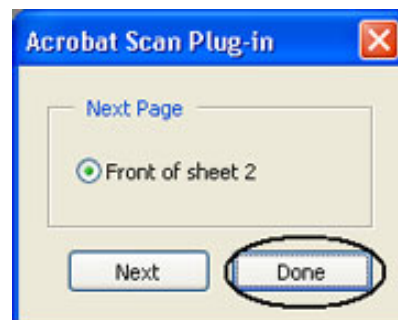 Acrobat Scan Plug-in
Next Page
Front of sheet 2
Next Done